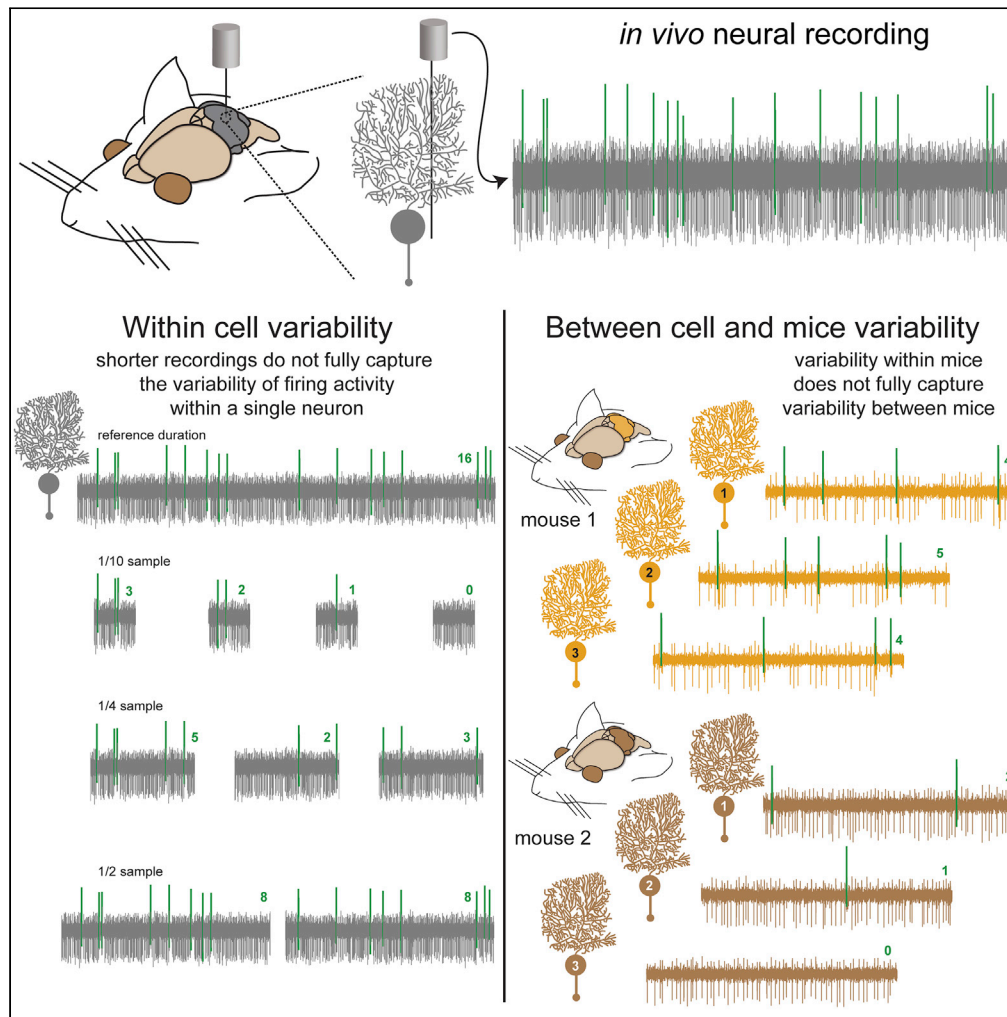 in vivo neural recording
Within cell variability
shorter recordings do not fully capture
the variability of firing activity
within a single neuron
reference duration
16
1/10 sample
3
2
1
0
1/4 sample
5
2
3
1/2 sample
8
8
Between cell and mice variability
variability within mice
does not fully capture
variability between mice
mouse 1
1
4
2
5
3
4
mouse 2
1
2
1
3
0